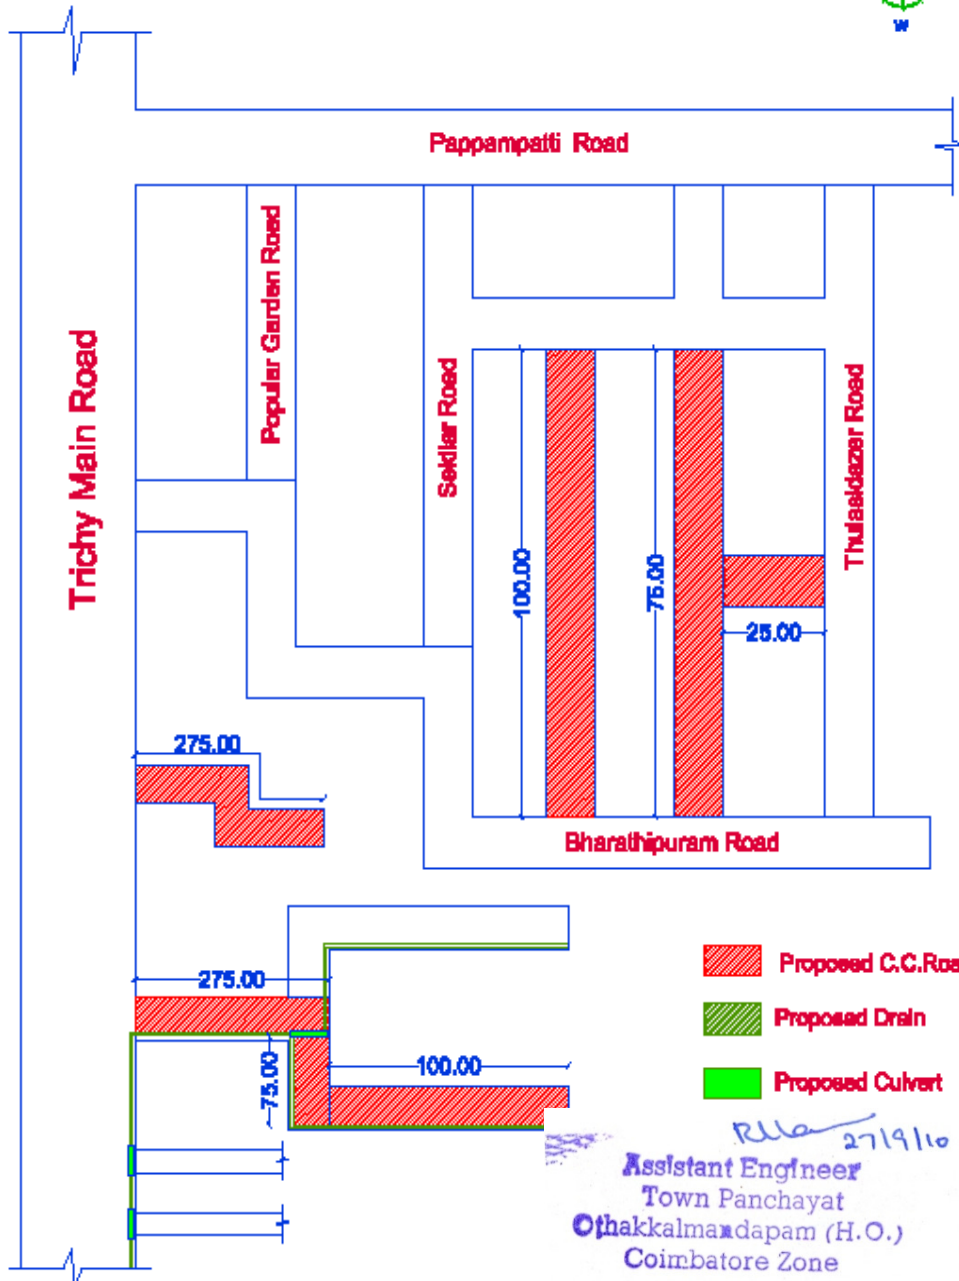 W
Pappampatti Road
Popular Garden Road
Trichy Main Road
Sekilar Road
Thulasidazer Road
100.00
75.00
25.00
275.00
Bharathipuram Road
275.00
Proposed C.C.Roa
Proposed Drain
75.00
100.00
Proposed Culvert
27/9/10
Assistant Engineer
Town Panchayat
Othakkalmandapam (H.O.)
Coimbatore Zone